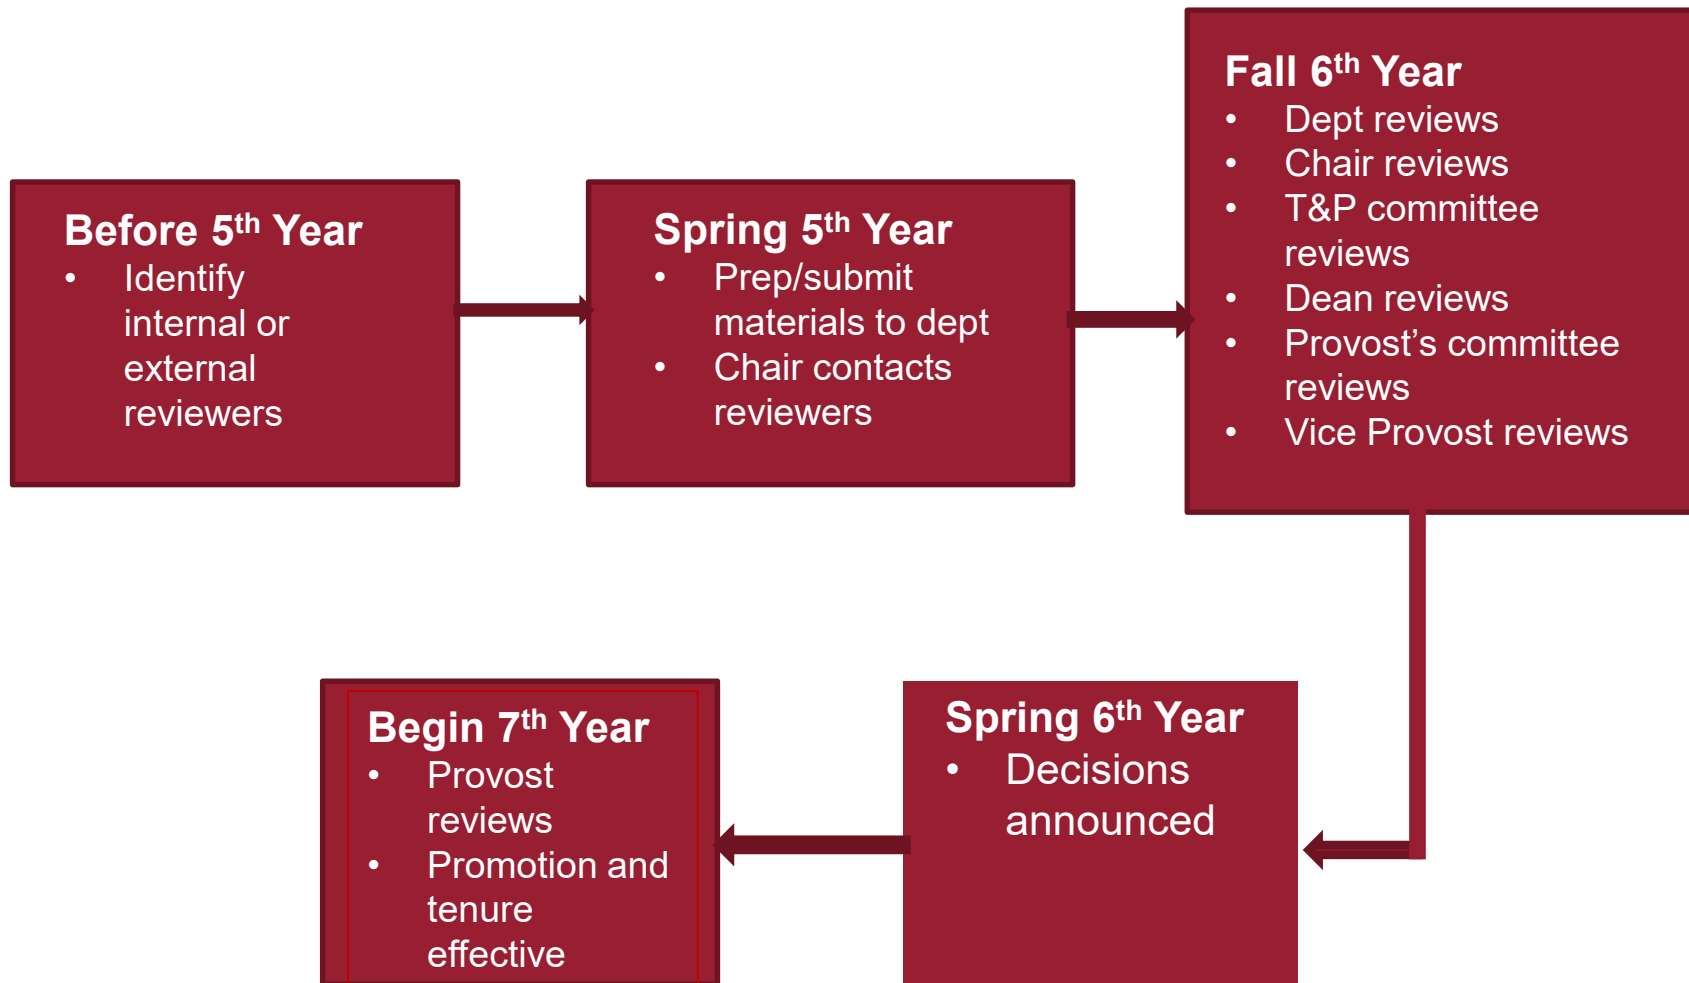 Before 5th Year
• Identify
internal or
external
reviewers
Spring 5th Year
• Prep/submit
materials to dept
• Chair contacts
reviewers
Fall 6th Year
• Dept reviews
• Chair reviews
• T&P committee
reviews
• Dean reviews
• Provost’s committee
reviews
• Vice Provost reviews
Spring 6th Year
• Decisions
announced
Begin 7th Year
• Provost
reviews
• Promotion and
tenure
effective